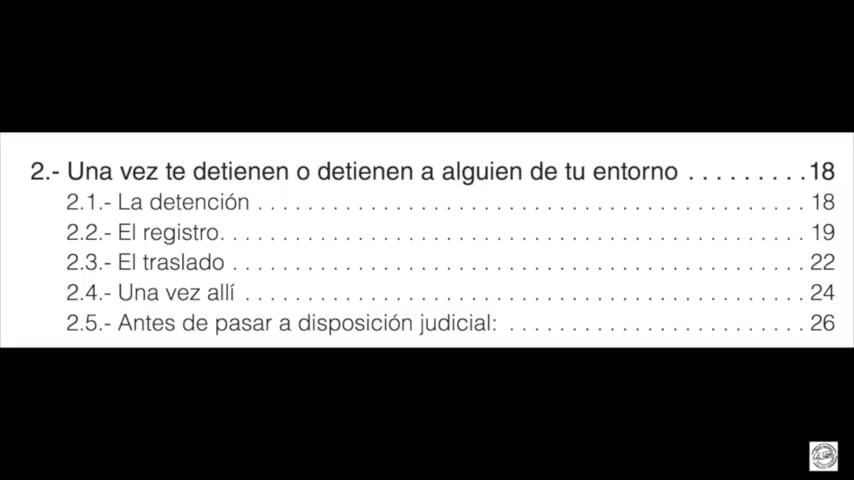 2.- Una vez te detienen o detienen a alguien de tu entorno . . . . . . . . . 18
2.1.- La detención . . . . . . . . . . . . . . . . . . . . . . . . . . . . . . . . . . . . . . . . . . . . 18
2.2.- El registro. . . . . . . . . . . . . . . . . . . . . . . . . . . . . . . . . . . . . . . . . . . . . . . 19
2.3.- El traslado . . . . . . . . . . . . . . . . . . . . . . . . . . . . . . . . . . . . . . . . . . . . . . 22
2.4.- Una vez allí . . . . . . . . . . . . . . . . . . . . . . . . . . . . . . . . . . . . . . . . . . . . . 24
2.5.- Antes de pasar a disposición judicial: . . . . . . . . . . . . . . . . . . . . . . . . 26